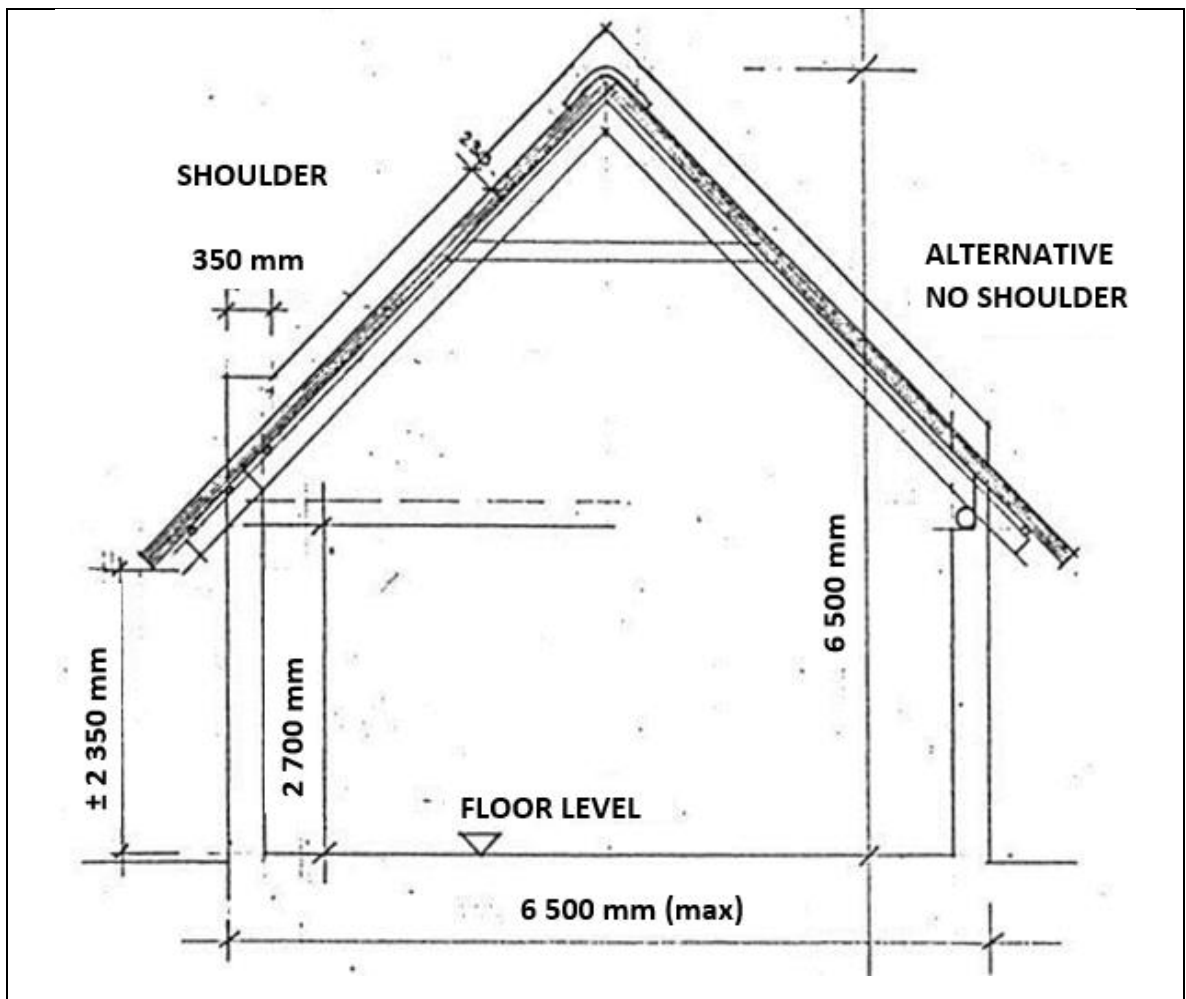 SHOULDER
350 mm
230
ALTERNATIVE
NO SHOULDER
± 2 350 mm
2 700 mm
6 500 mm
FLOOR LEVEL
6 500 mm (max)